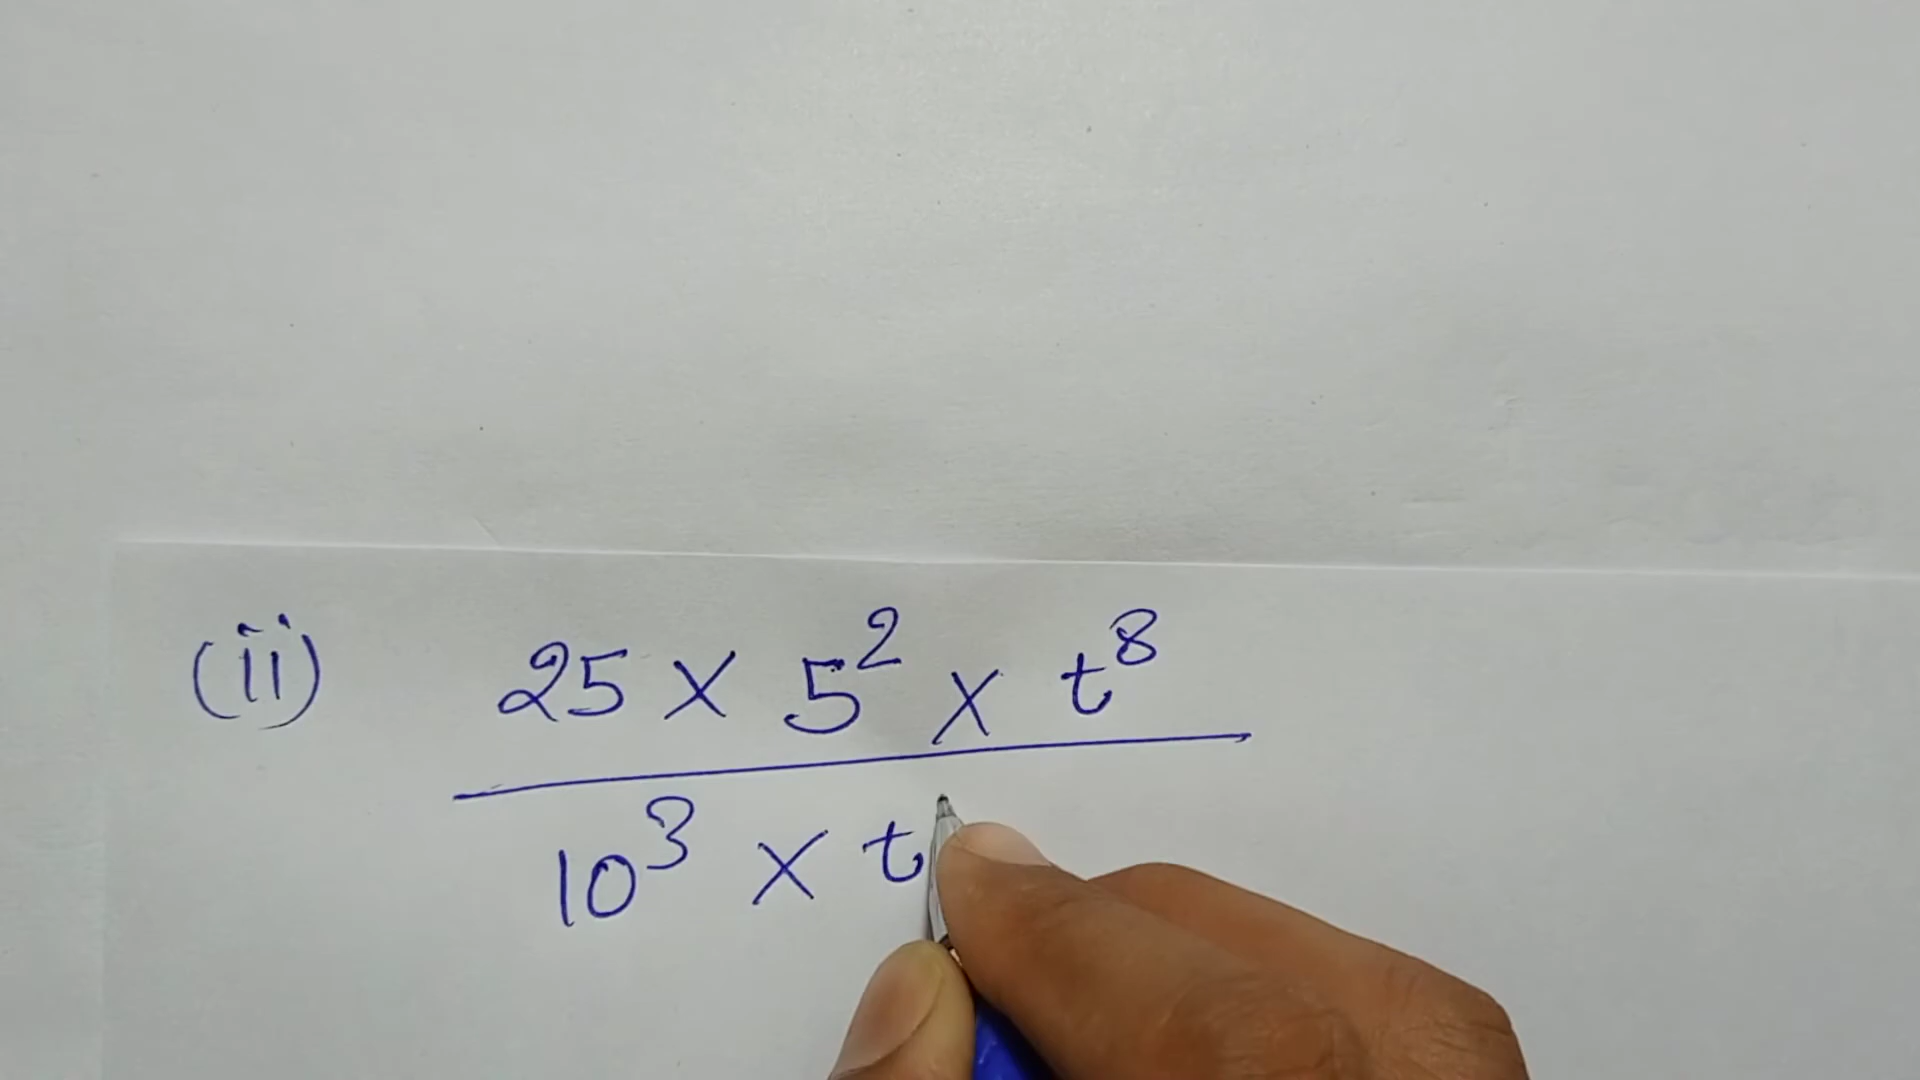 (ii) 25 × 5² × t⁸
10³ × t